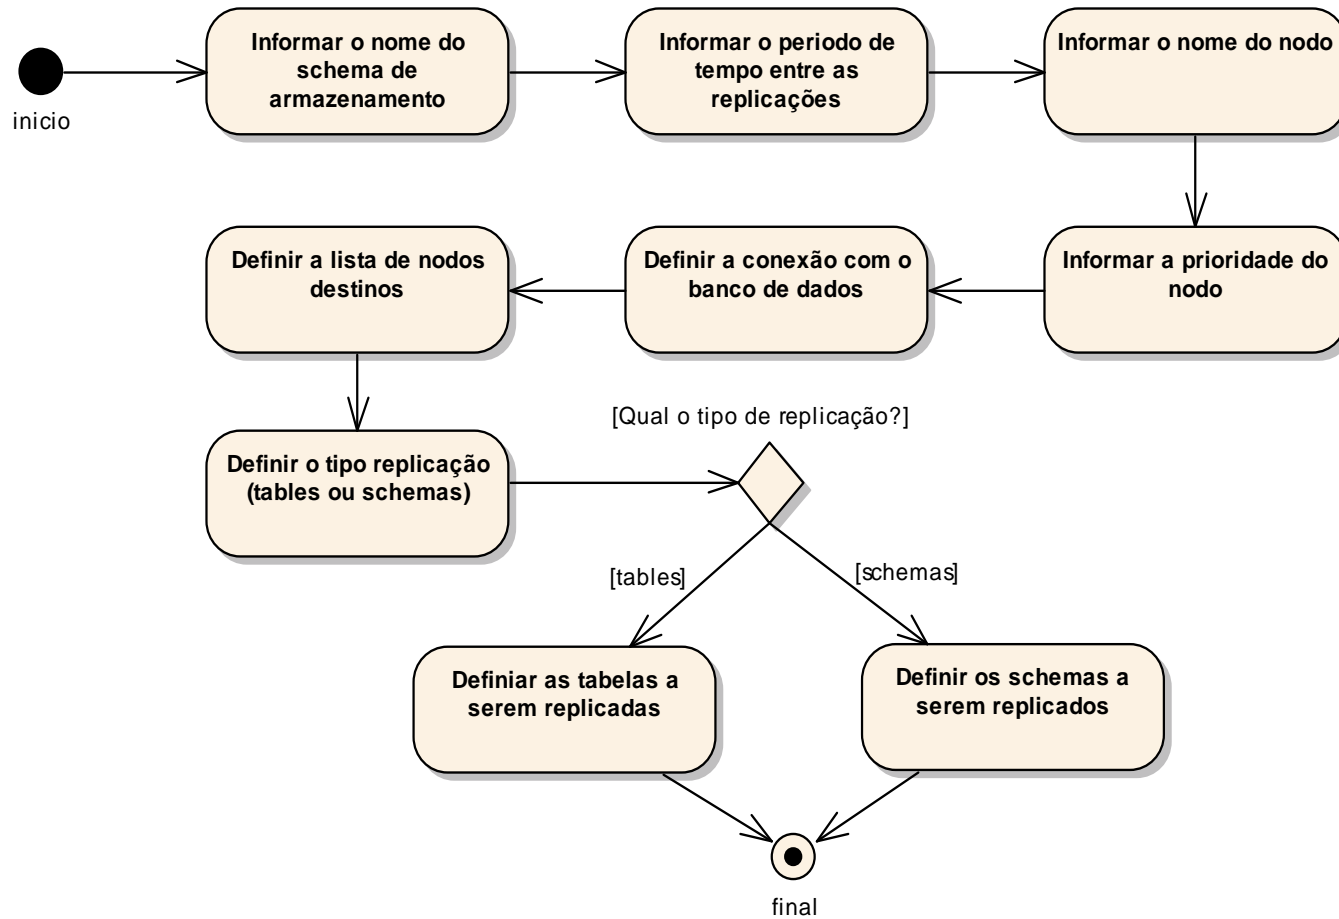 Informar o nome do
schema de
armazenamento
Informar o periodo de
tempo entre as
replicações
Informar o nome do nodo
inicio
Definir a lista de nodos
destinos
Definir a conexão com o
banco de dados
Informar a prioridade do
nodo
[Qual o tipo de replicação?]
Definir o tipo replicação
(tables ou schemas)
[tables]
[schemas]
Definiar as tabelas a
serem replicadas
Definir os schemas a
serem replicados
final